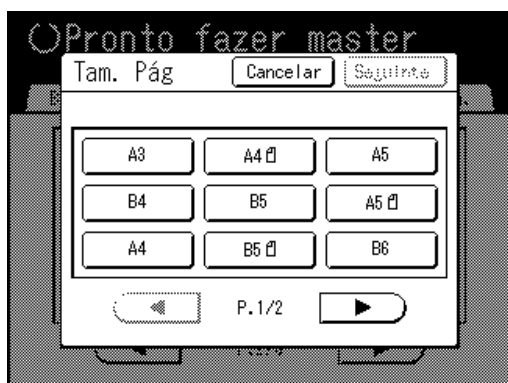 Pronto fazer master
Tam. Pág Cancelar Seguinte
A3 A4 A5
B4 B5 A5
A4 B5 B6
P.1/2